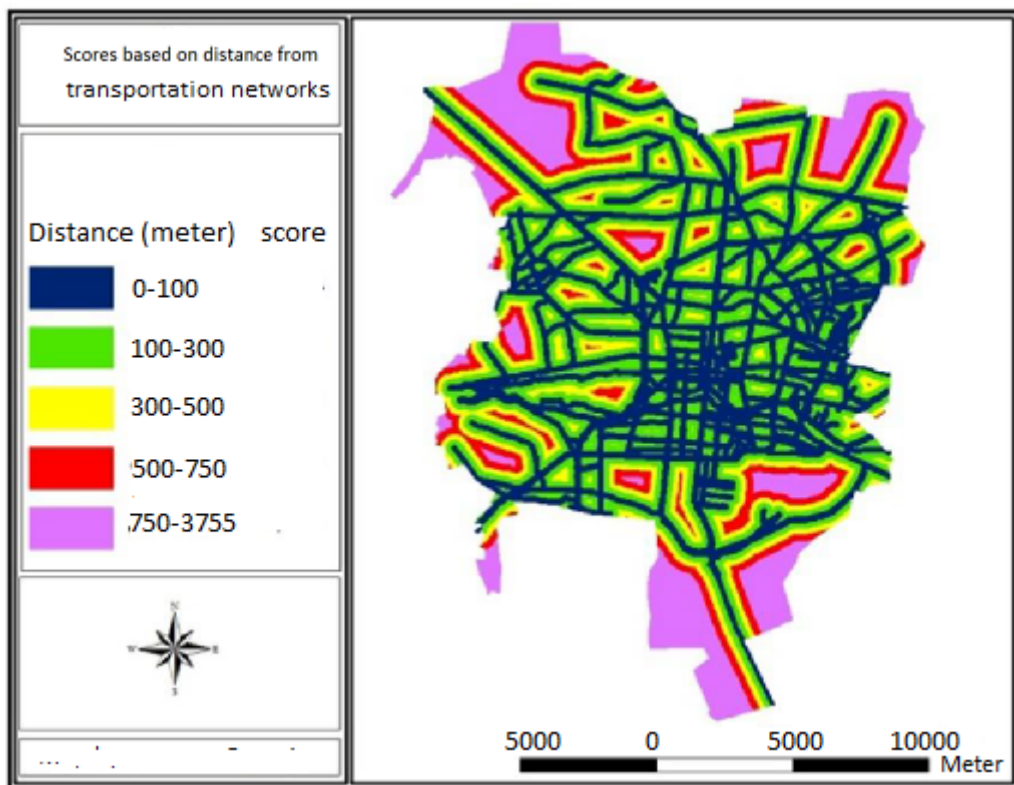 Scores based on distance from
transportation networks
Distance (meter) score
0-100
100-300
300-500
500-750
750-3755
N
W E
S
5000 0 5000 10000
Meter